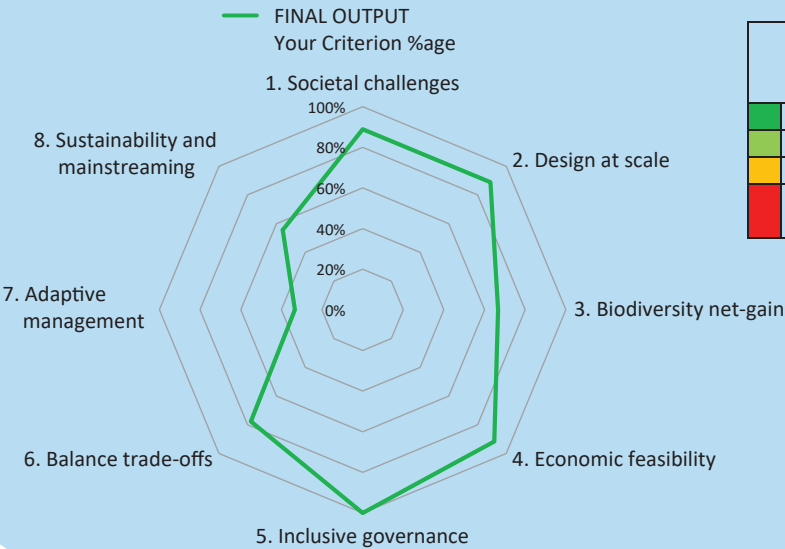 FINAL OUTPUT
Your Criterion %age
1. Societal challenges
100%
8. Sustainability and
mainstreaming
80%
2. Design at scale
60%
40%
20%
7. Adaptive
management
0%
3. Biodiversity net-gain
6. Balance trade-offs
4. Economic feasibility
5. Inclusive governance